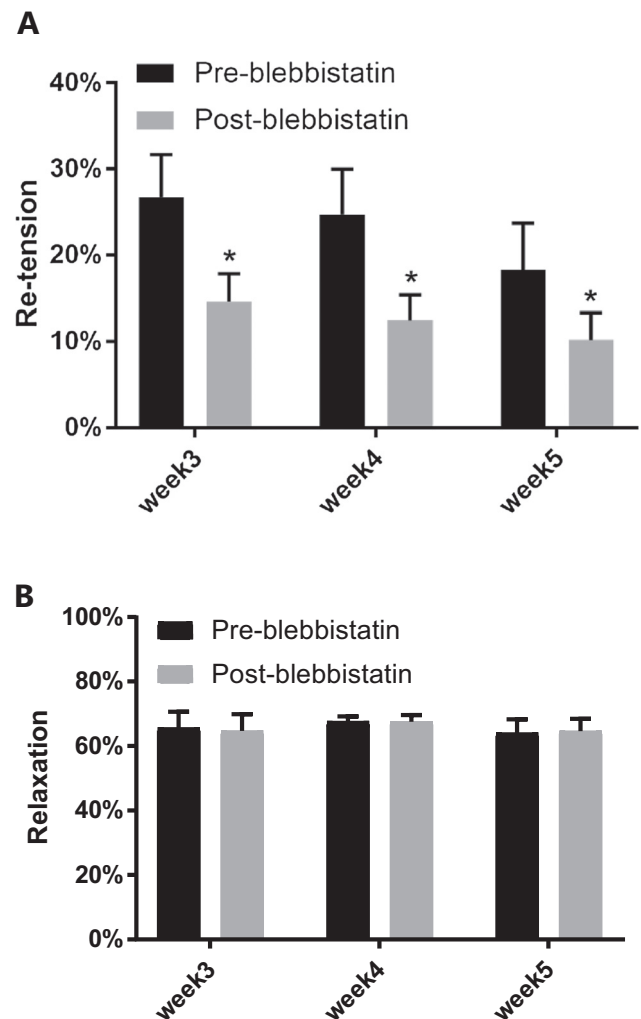 A
Pre-blebbistatin
Post-blebbistatin
40%
30%
20%
10%
0%
Re-tension
*
*
*
week3
week4
week5
B
Pre-blebbistatin
Post-blebbistatin
100%
80%
60%
40%
20%
0%
Relaxation
week3
week4
week5